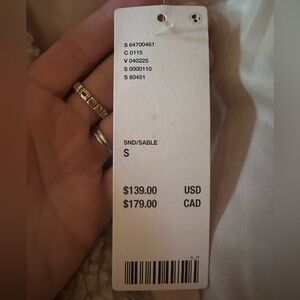 S 64700461
C 0115
V 040225
S 0000110
S 80451
SND/SABLE
S
$139.00 USD
$179.00 CAD